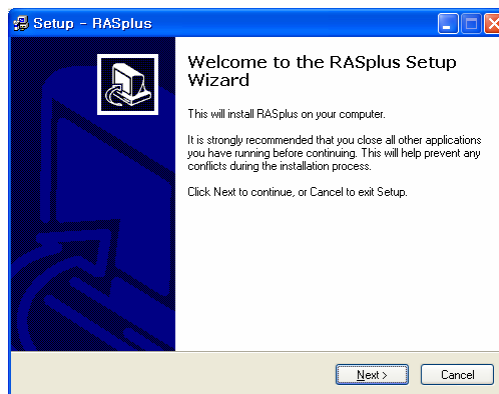 Setup - RASplus
Welcome to the RASplus Setup
Wizard
This will install RASplus on your computer.
It is strongly recommended that you close all other applications
you have running before continuing. This will help prevent any
conflicts during the installation process.
Click Next to continue, or Cancel to exit Setup.
Next >
Cancel